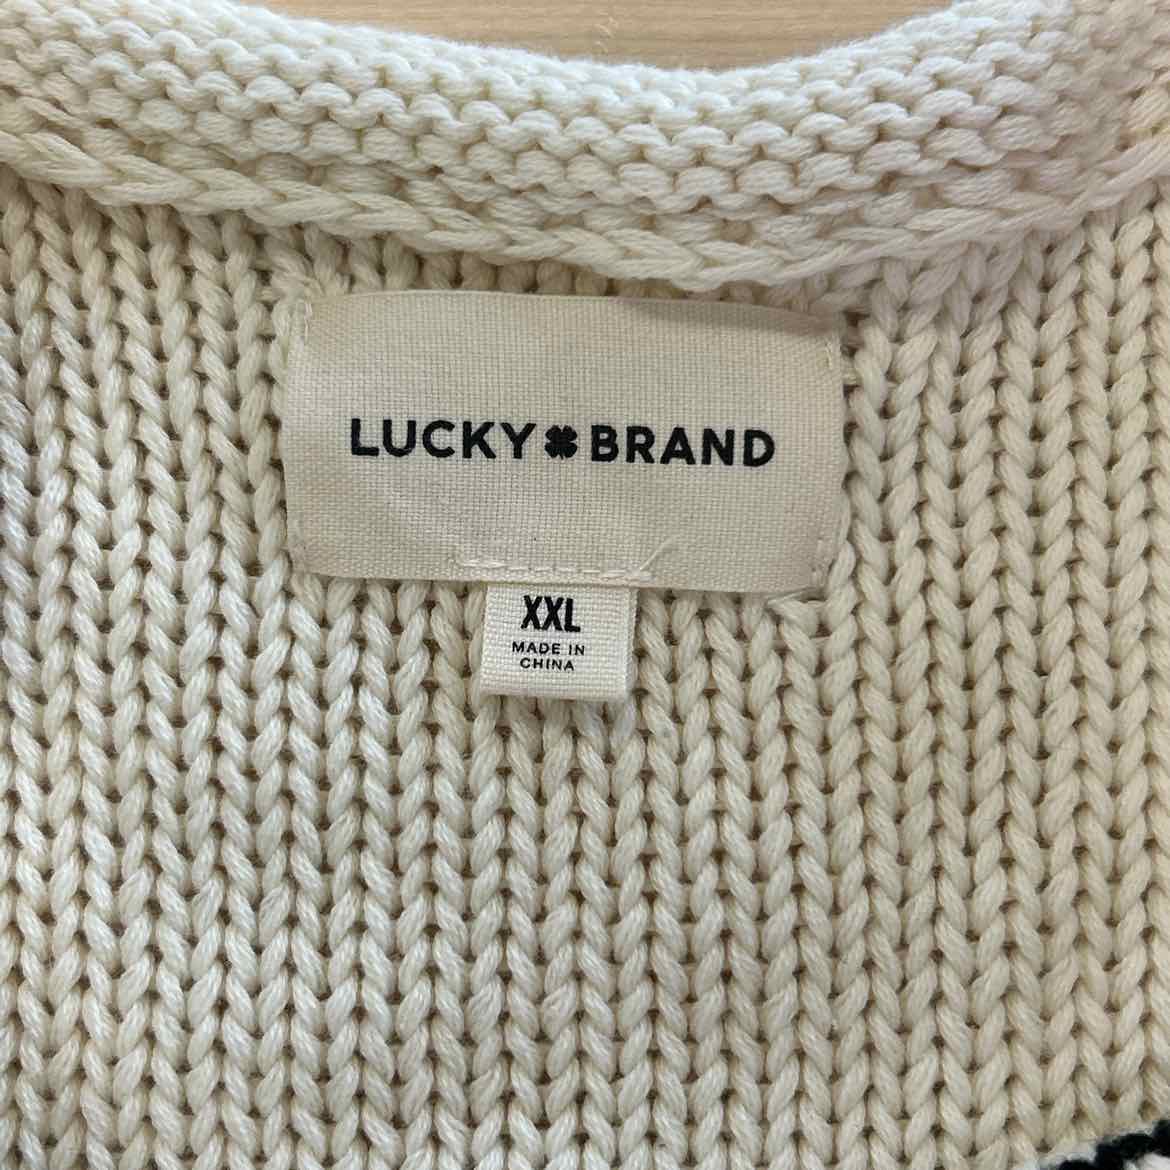 LUCKY BRAND
XXL
MADE IN
CHINA